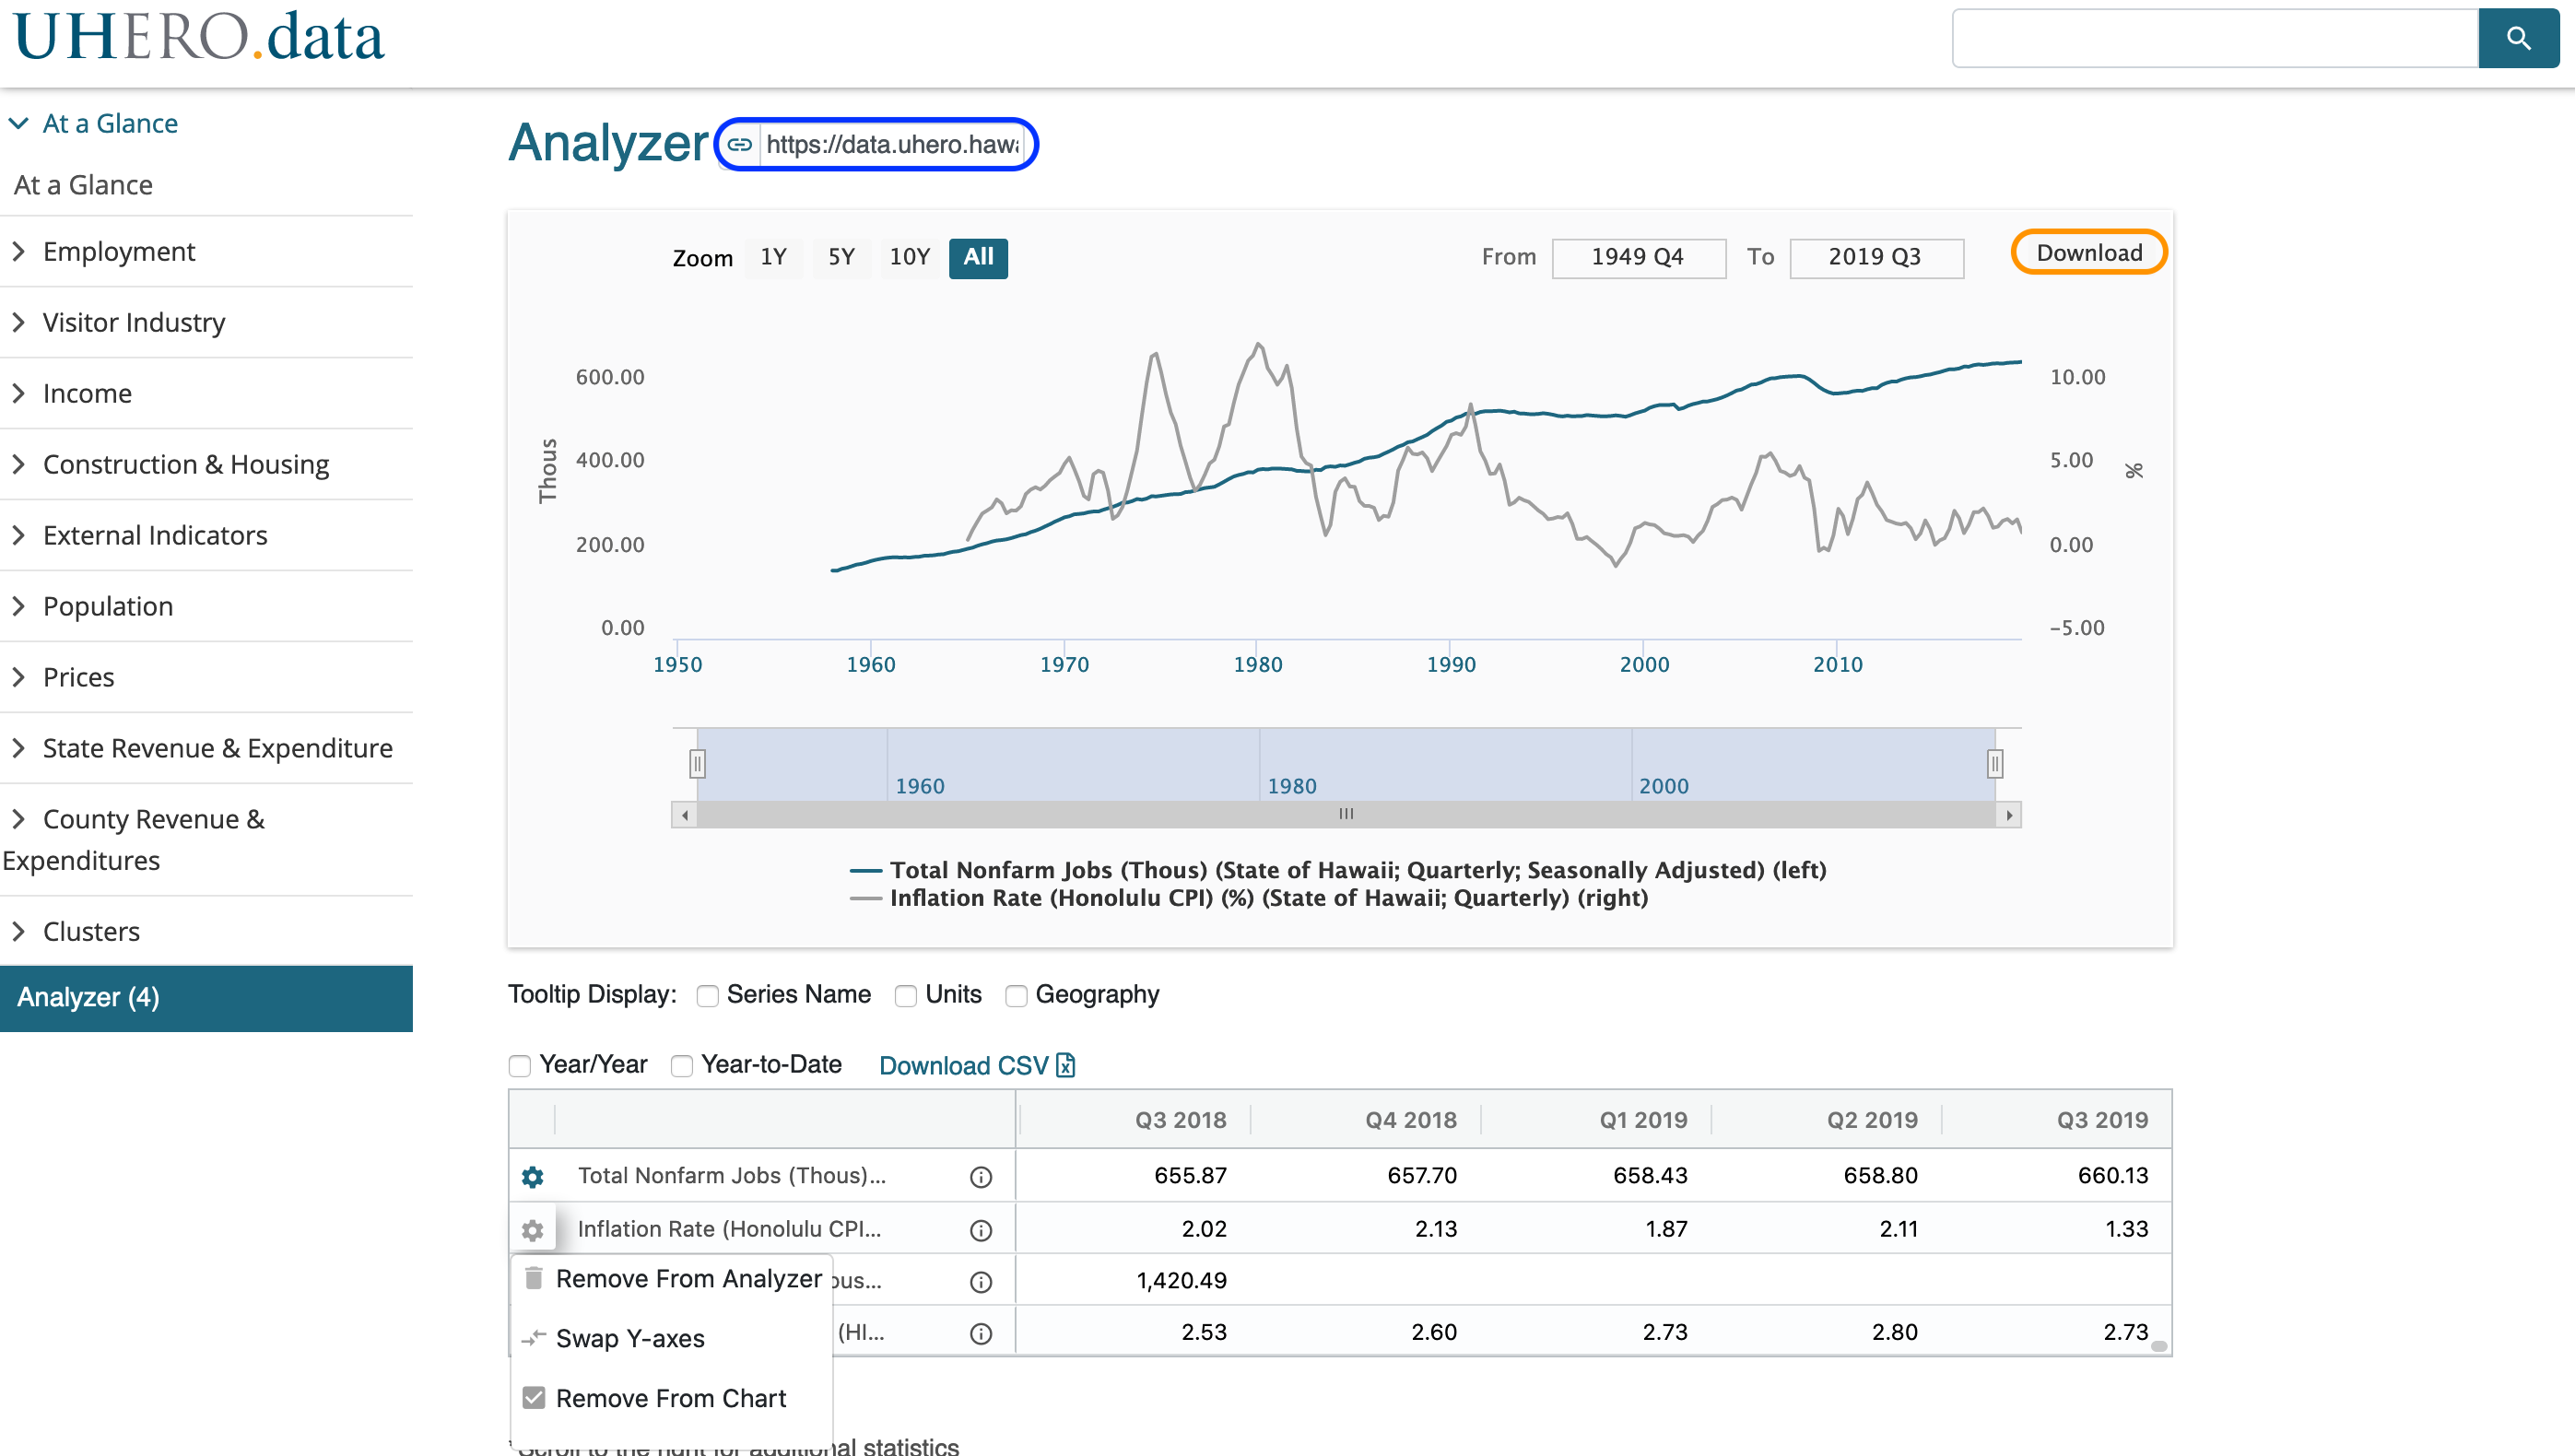 UHERO.data
At a Glance
At a Glance
Employment
Visitor Industry
Income
Construction & Housing
External Indicators
Population
Prices
State Revenue & Expenditure
County Revenue &
Expenditures
Clusters
Analyzer (4)
Analyzer https://data.uhero.hawa
Zoom 1Y 5Y 10Y All From 1949 Q4 To 2019 Q3 Download
600.00
400.00
200.00
0.00
Thous
10.00
5.00
0.00
−5.00
%
1950 1960 1970 1980 1990 2000 2010
1960 1980 2000
Total Nonfarm Jobs (Thous) (State of Hawaii; Quarterly; Seasonally Adjusted) (left)
Inflation Rate (Honolulu CPI) (%) (State of Hawaii; Quarterly) (right)
Tooltip Display: Series Name Units Geography
Year/Year Year-to-Date Download CSV
Q3 2018 Q4 2018 Q1 2019 Q2 2019 Q3 2019
Total Nonfarm Jobs (Thous)... 655.87 657.70 658.43 658.80 660.13
Inflation Rate (Honolulu CPI... 2.02 2.13 1.87 2.11 1.33
Remove From Analyzer ous... 1,420.49
(HI... 2.53 2.60 2.73 2.80 2.73
Swap Y-axes
Remove From Chart
*Scroll to the right for additional statistics